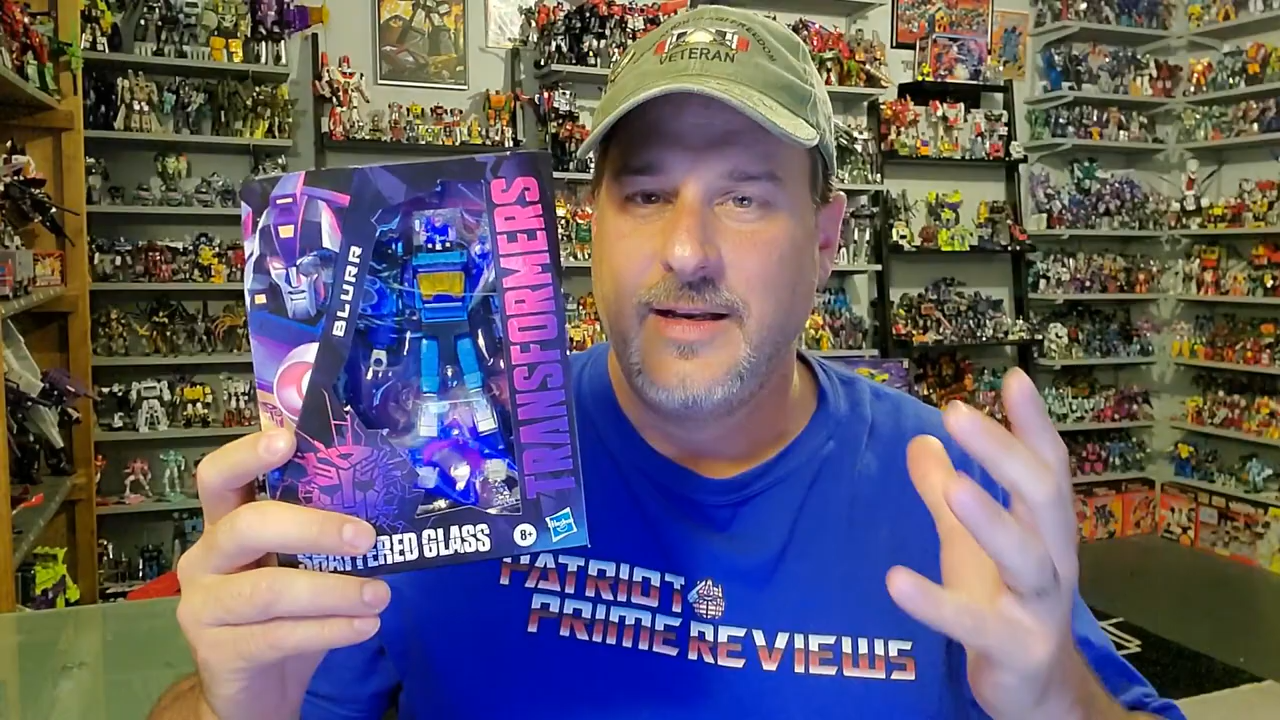 VETERAN
BLURR
TRANSFORMERS
SHATTERED GLASS
8+
Hasbro
PATRIOT
PRIME REVIEWS